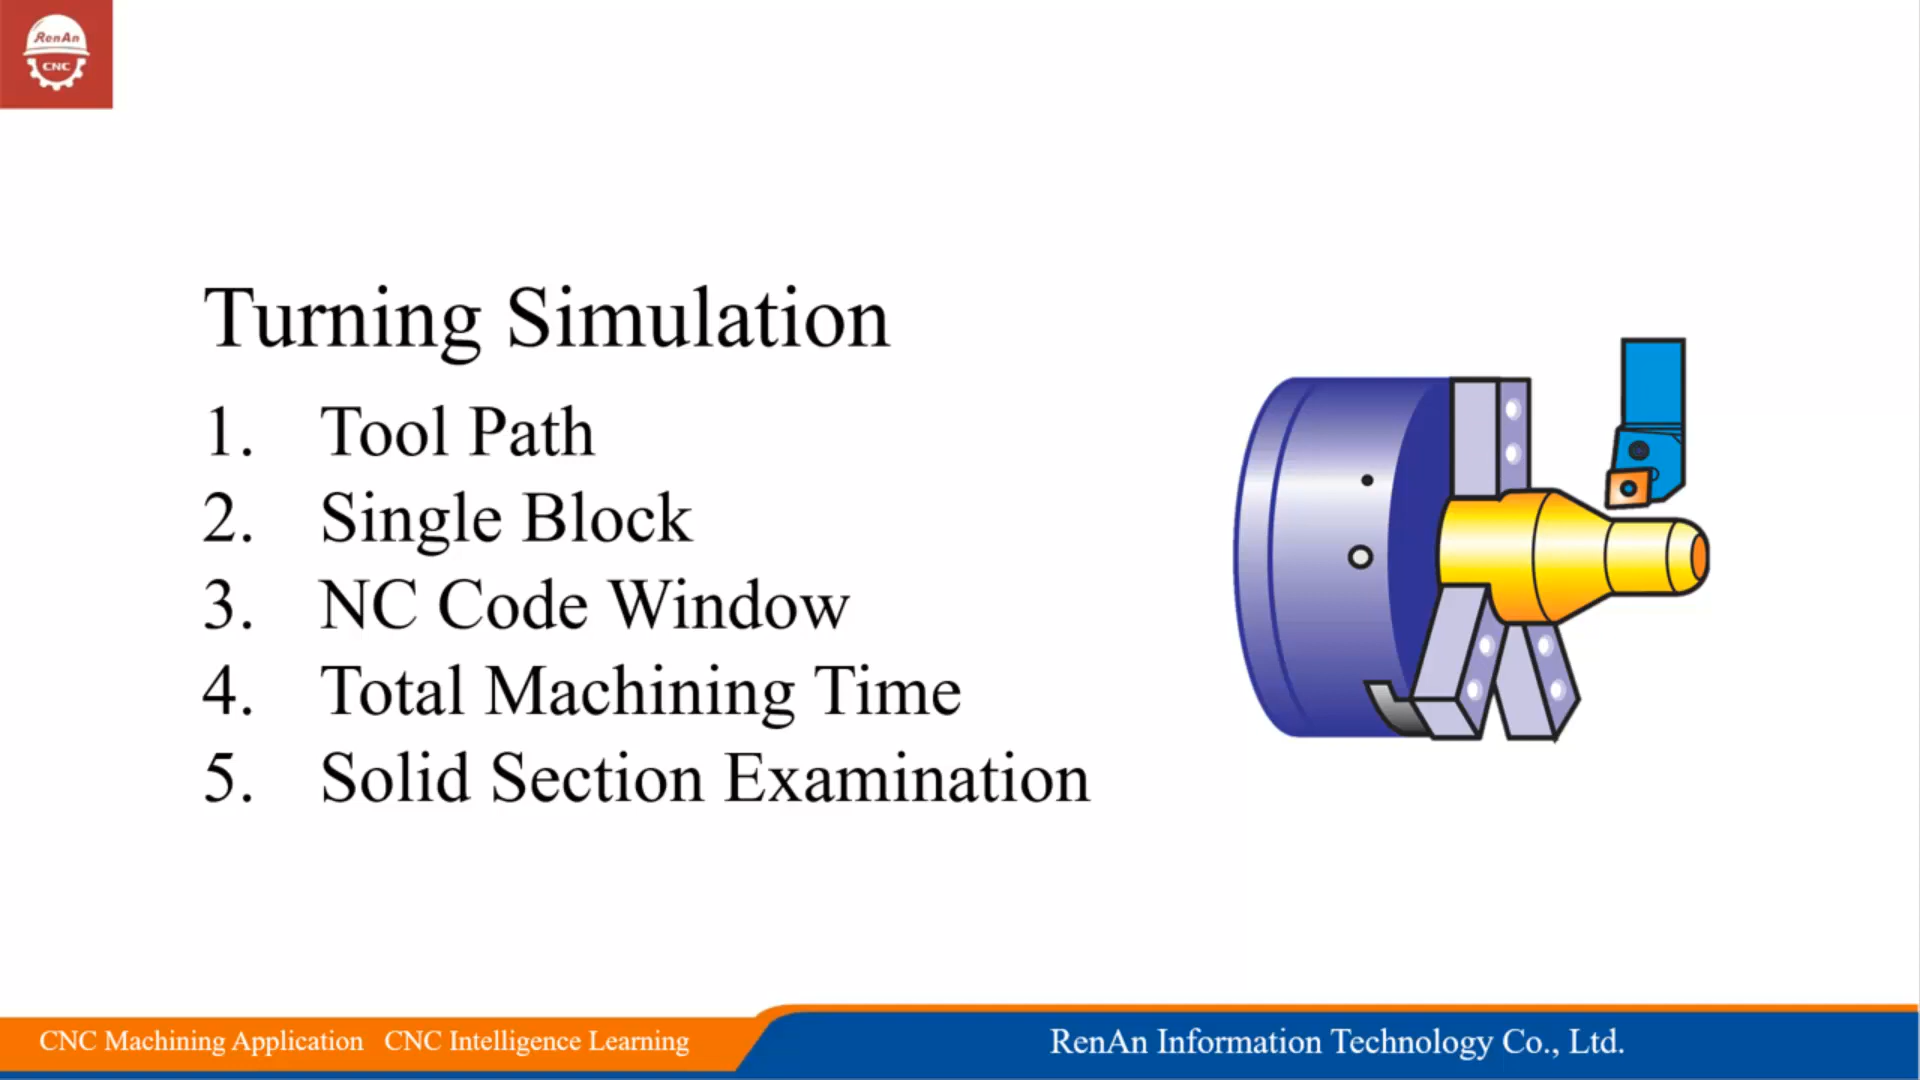 RenAn
CNC
Turning Simulation
1. Tool Path
2. Single Block
3. NC Code Window
4. Total Machining Time
5. Solid Section Examination
CNC Machining Application CNC Intelligence Learning
RenAn Information Technology Co., Ltd.